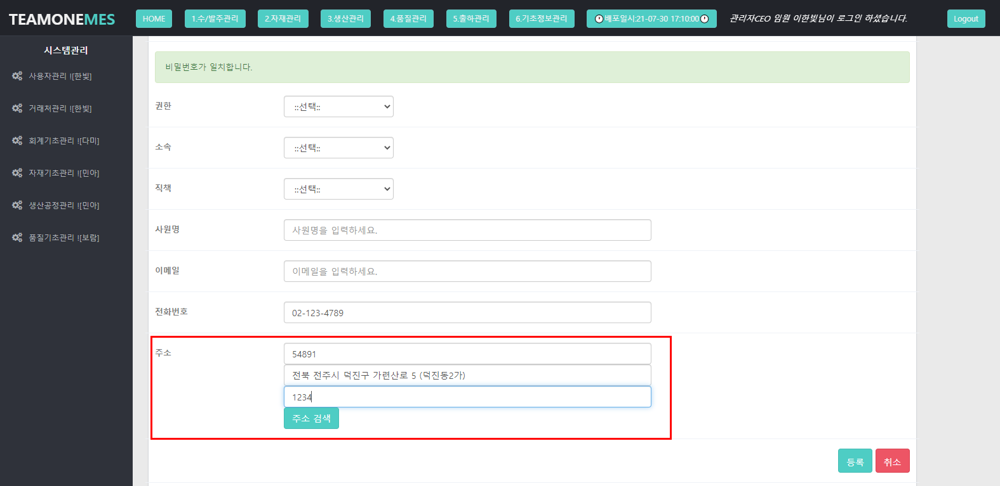 TEAMONEMES
HOME
1.수/발주관리
2.자재관리
3.생산관리
4.품질관리
5.출하관리
6.기초정보관리
배포일시:21-07-30 17:10:00
관리자CEO 임원 이한빛님이 로그인 하셨습니다.
Logout
시스템관리
사용자관리 ![한빛]
거래처관리 ![한빛]
회계기초관리 ![다미]
자재기초관리 ![민아]
생산공정관리 ![민아]
품질기초관리 ![보람]
비밀번호가 일치합니다.
권한
::선택::
소속
::선택::
직책
::선택::
사원명
사원명을 입력하세요.
이메일
이메일을 입력하세요.
전화번호
02-123-4789
주소
54891
전북 전주시 덕진구 가련산로 5 (덕진동2가)
1234
주소 검색
등록
취소